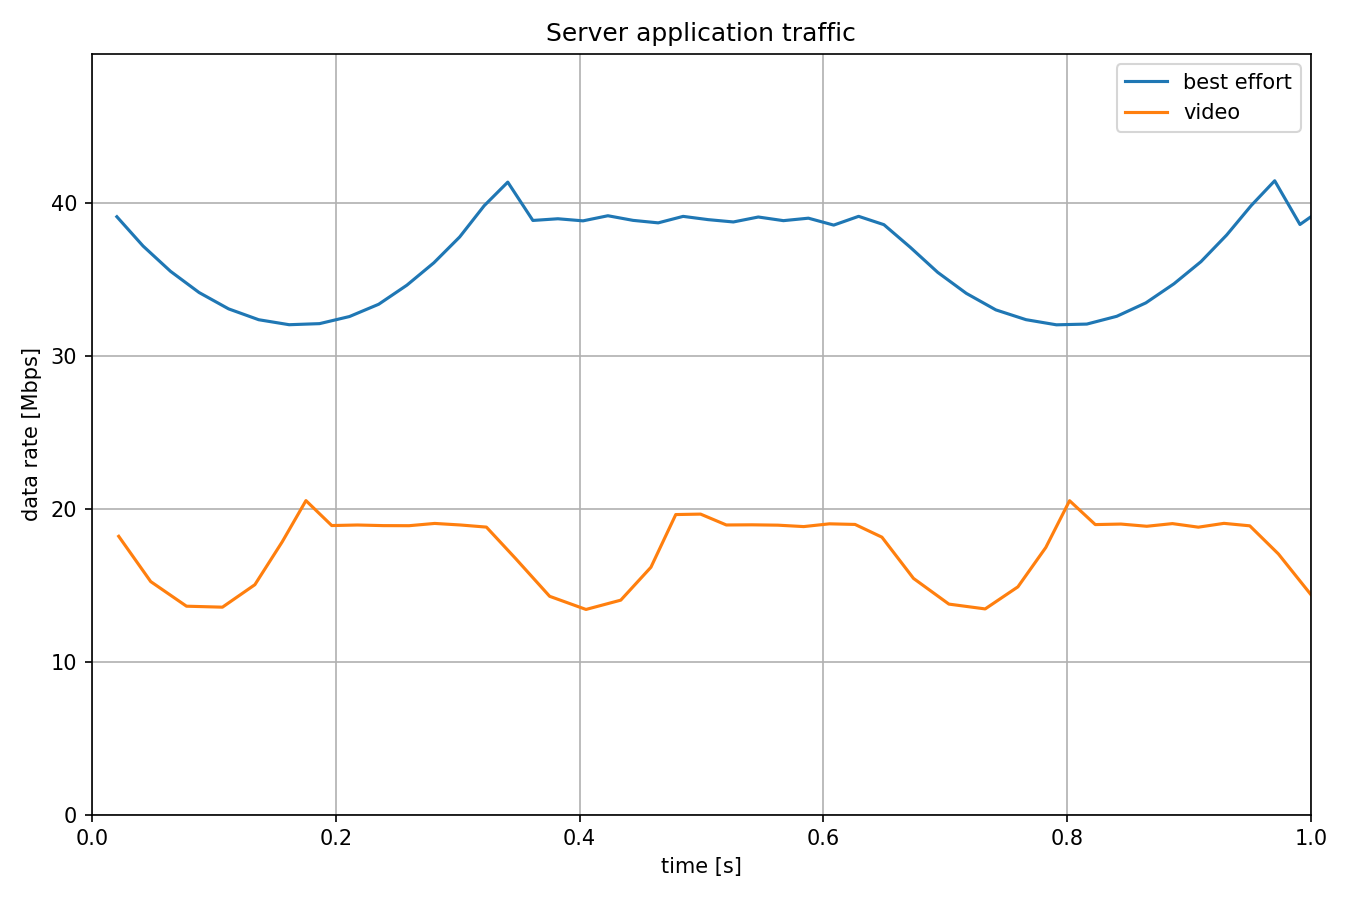 Server application traffic
best effort
video
data rate [Mbps]
40
30
20
10
0
0.0 0.2 0.4 0.6 0.8 1.0
time [s]